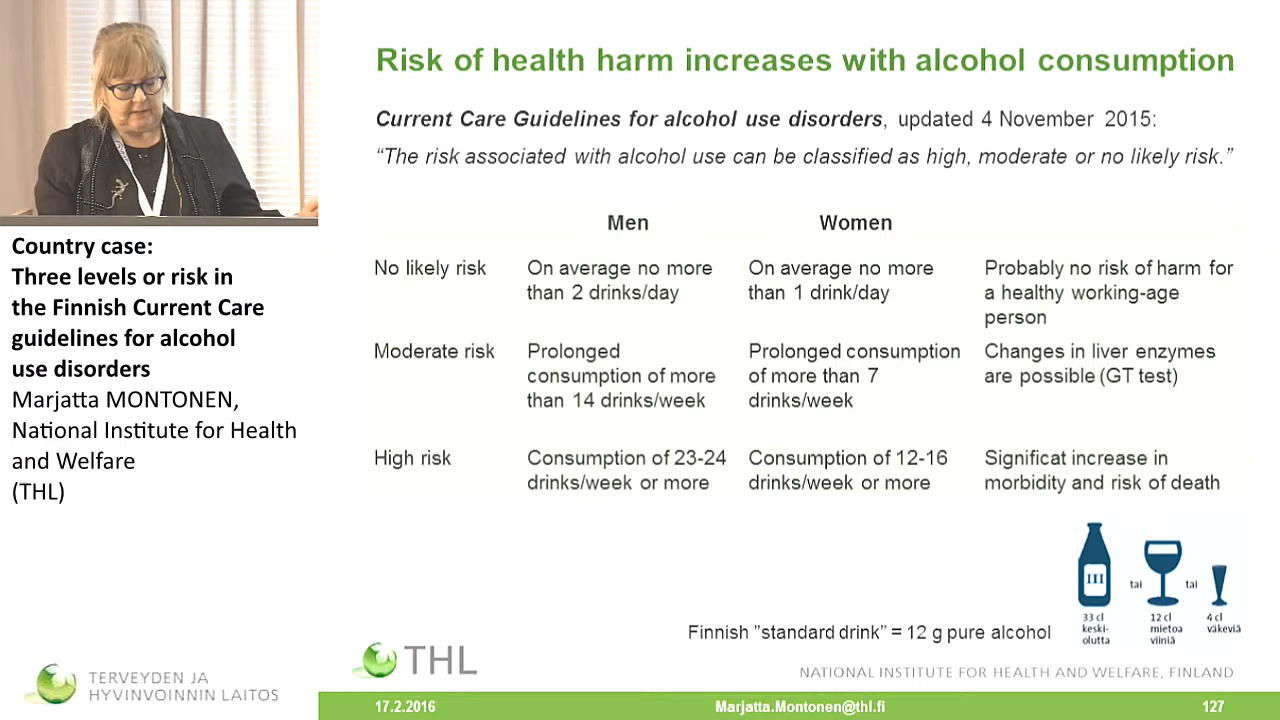 Risk of health harm increases with alcohol consumption
Current Care Guidelines for alcohol use disorders, updated 4 November 2015:
“The risk associated with alcohol use can be classified as high, moderate or no likely risk.”
Men Women
No likely risk On average no more than 2 drinks/day On average no more than 1 drink/day Probably no risk of harm for a healthy working-age person
Moderate risk Prolonged consumption of more than 14 drinks/week Prolonged consumption of more than 7 drinks/week Changes in liver enzymes are possible (GT test)
High risk Consumption of 23-24 drinks/week or more Consumption of 12-16 drinks/week or more Significat increase in morbidity and risk of death
III
tai
tai
33 cl
keski-
olutta
12 cl
mietoa
viiniä
4 cl
väkeviä
Finnish ”standard drink” = 12 g pure alcohol
THL
NATIONAL INSTITUTE FOR HEALTH AND WELFARE, FINLAND
17.2.2016 Marjatta.Montonen@thl.fi 127
Country case:
Three levels or risk in
the Finnish Current Care
guidelines for alcohol
use disorders
Marjatta MONTONEN,
National Institute for Health
and Welfare
(THL)
TERVEYDEN JA
HYVINVOINNIN LAITOS